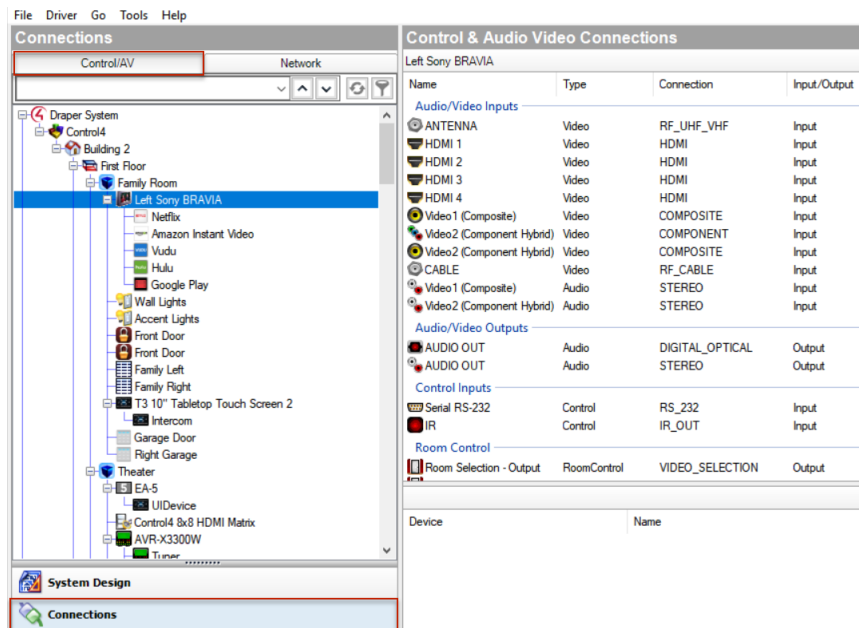 File Driver Go Tools Help
Connections
Control/AV Network
Draper System
Control4
Building 2
First Floor
Family Room
Left Sony BRAVIA
Netflix
Amazon Instant Video
Vudu
Hulu
Google Play
Wall Lights
Accent Lights
Front Door
Front Door
Family Left
Family Right
T3 10" Tabletop Touch Screen 2
Intercom
Garage Door
Right Garage
Theater
EA-5
UIDevice
Control4 8x8 HDMI Matrix
AVR-X3300W
Tuner
System Design
Connections
Control & Audio Video Connections
Left Sony BRAVIA
Name Type Connection Input/Output
Audio/Video Inputs
ANTENNA Video RF_UHF_VHF Input
HDMI 1 Video HDMI Input
HDMI 2 Video HDMI Input
HDMI 3 Video HDMI Input
HDMI 4 Video HDMI Input
Video1 (Composite) Video COMPOSITE Input
Video2 (Component Hybrid) Video COMPONENT Input
Video2 (Component Hybrid) Video COMPOSITE Input
CABLE Video RF_CABLE Input
Video1 (Composite) Audio STEREO Input
Video2 (Component Hybrid) Audio STEREO Input
Audio/Video Outputs
AUDIO OUT Audio DIGITAL_OPTICAL Output
AUDIO OUT Audio STEREO Output
Control Inputs
Serial RS-232 Control RS_232 Input
IR Control IR_OUT Input
Room Control
Room Selection - Output RoomControl VIDEO_SELECTION Output
Device Name